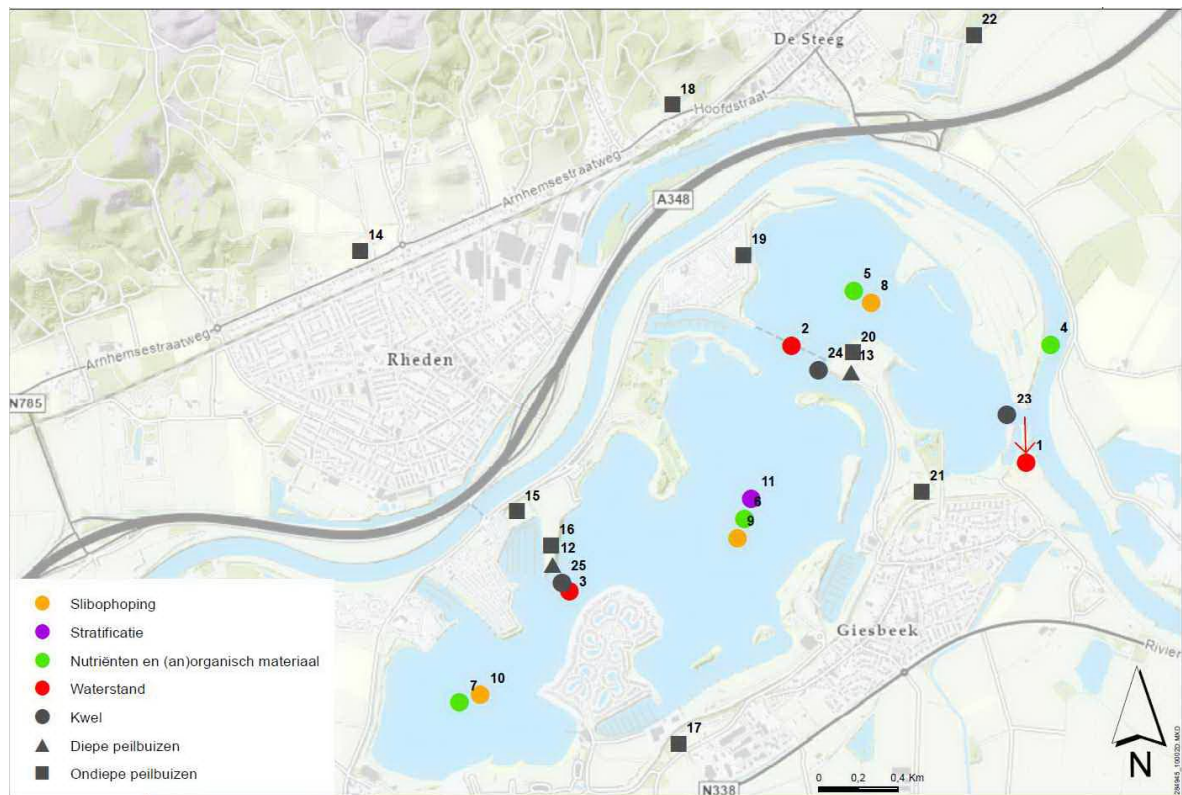 22
De Steeg
18
Hoofdstraat
Arnhemsestraatweg
A348
14
19
5
8
4
2
20
24 13
Arnhemsestraatweg
Rheden
N785
23
1
11
6
9
21
15
16
12
25
3
Giesbeek
Rivier
7
10
17
N338
Slibophoping
Stratificatie
Nutriënten en (an)organisch materiaal
Waterstand
Kwel
Diepe peilbuizen
Ondiepe peilbuizen
0 0,2 0,4 Km
N